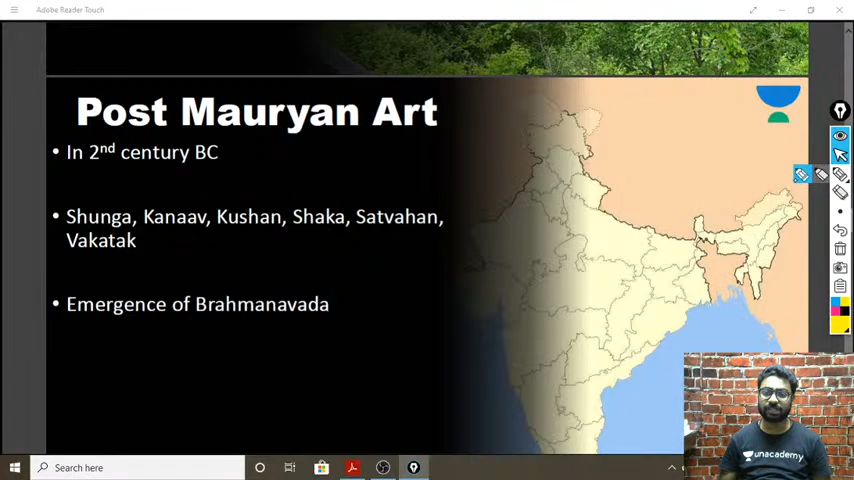 Adobe Reader Touch
Post Mauryan Art
• In 2nd century BC
• Shunga, Kanaav, Kushan, Shaka, Satvahan,
Vakatak
• Emergence of Brahmanavada
unacademy
Search here